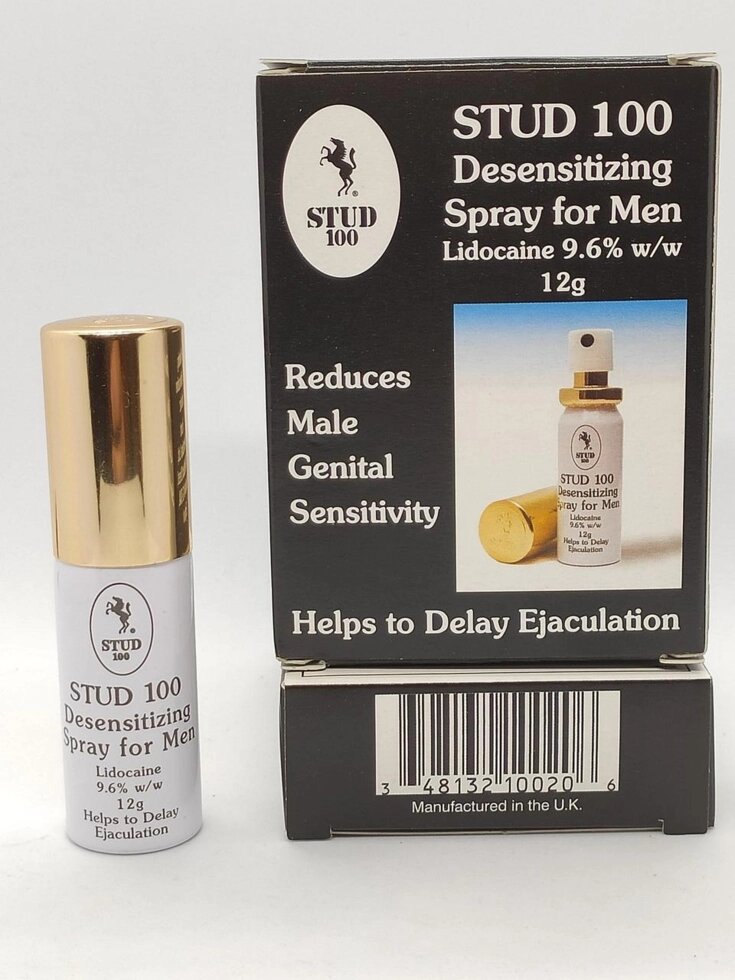 STUD 100
Desensitizing
Spray for Men
Lidocaine 9.6% w/w
12g
®
STUD
100
Reduces
Male
Genital
Sensitivity
STUD
100
STUD 100
Desensitizing
Spray for Men
Lidocaine
9.6% w/w
12g
Helps to Delay
Ejaculation
Helps to Delay Ejaculation
3 48132 10020 6
Manufactured in the U.K.
®
STUD
100
STUD 100
Desensitizing
Spray for Men
Lidocaine
9.6% w/w
12g
Helps to Delay
Ejaculation